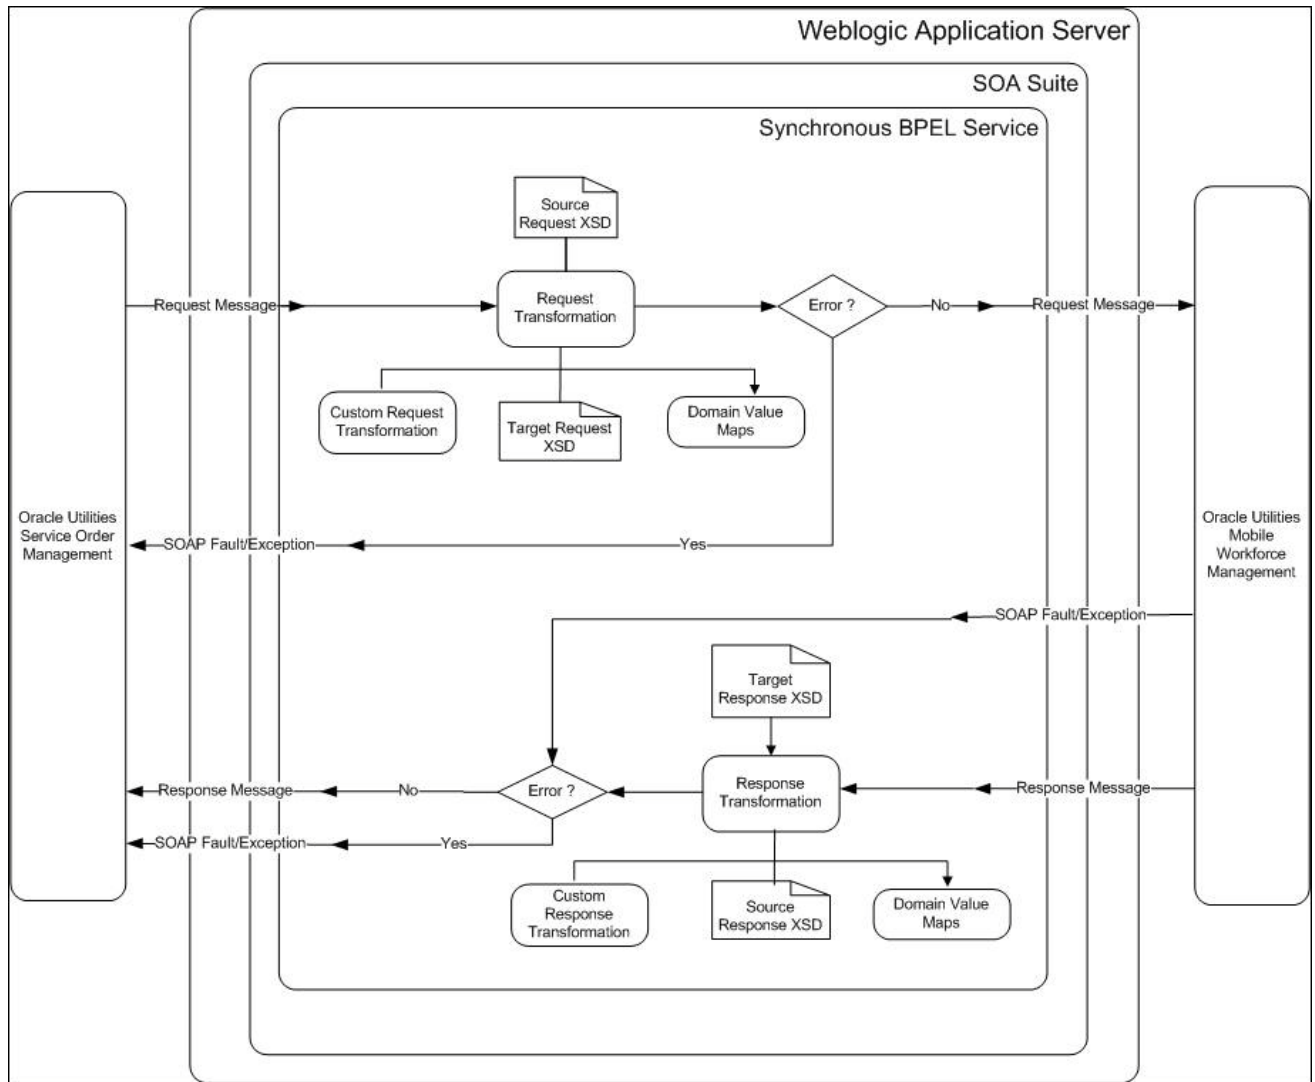 Weblogic Application Server
SOA Suite
Synchronous BPEL Service
Source
Request XSD
Request Message
Request
Transformation
Error ?
No
Request Message
Custom Request
Transformation
Target Request
XSD
Domain Value
Maps
Oracle Utilities
Service Order
Management
Oracle Utilities
Mobile
Workforce
Management
SOAP Fault/Exception
Yes
SOAP Fault/Exception
Target
Response XSD
Response Message
No
Error ?
Response
Transformation
Response Message
SOAP Fault/Exception
Yes
Custom
Response
Transformation
Source
Response XSD
Domain Value
Maps